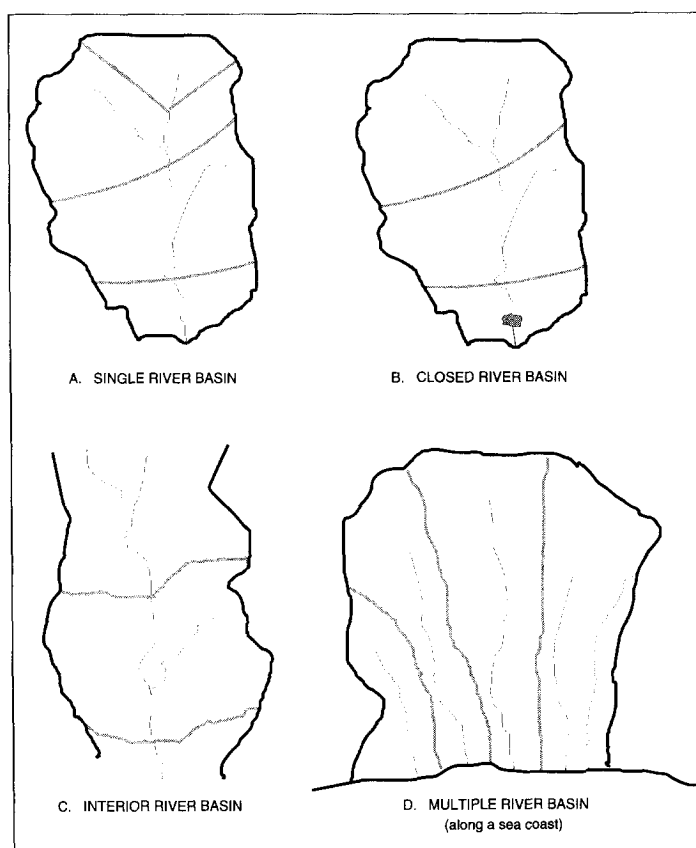 A. SINGLE RIVER BASIN
B. CLOSED RIVER BASIN
C. INTERIOR RIVER BASIN
D. MULTIPLE RIVER BASIN
(along a sea coast)